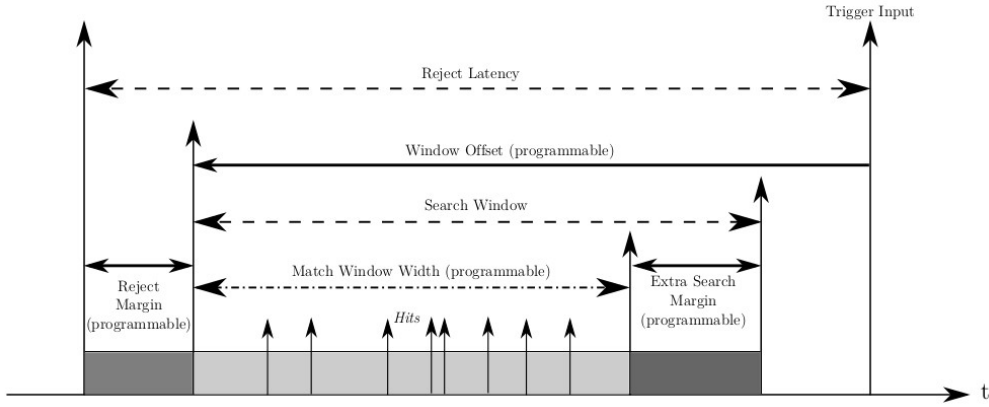 Trigger Input
Reject Latency
Window Offset (programmable)
Search Window
Match Window Width (programmable)
Reject
Margin
(programmable)
Extra Search
Margin
(programmable)
Hits
t